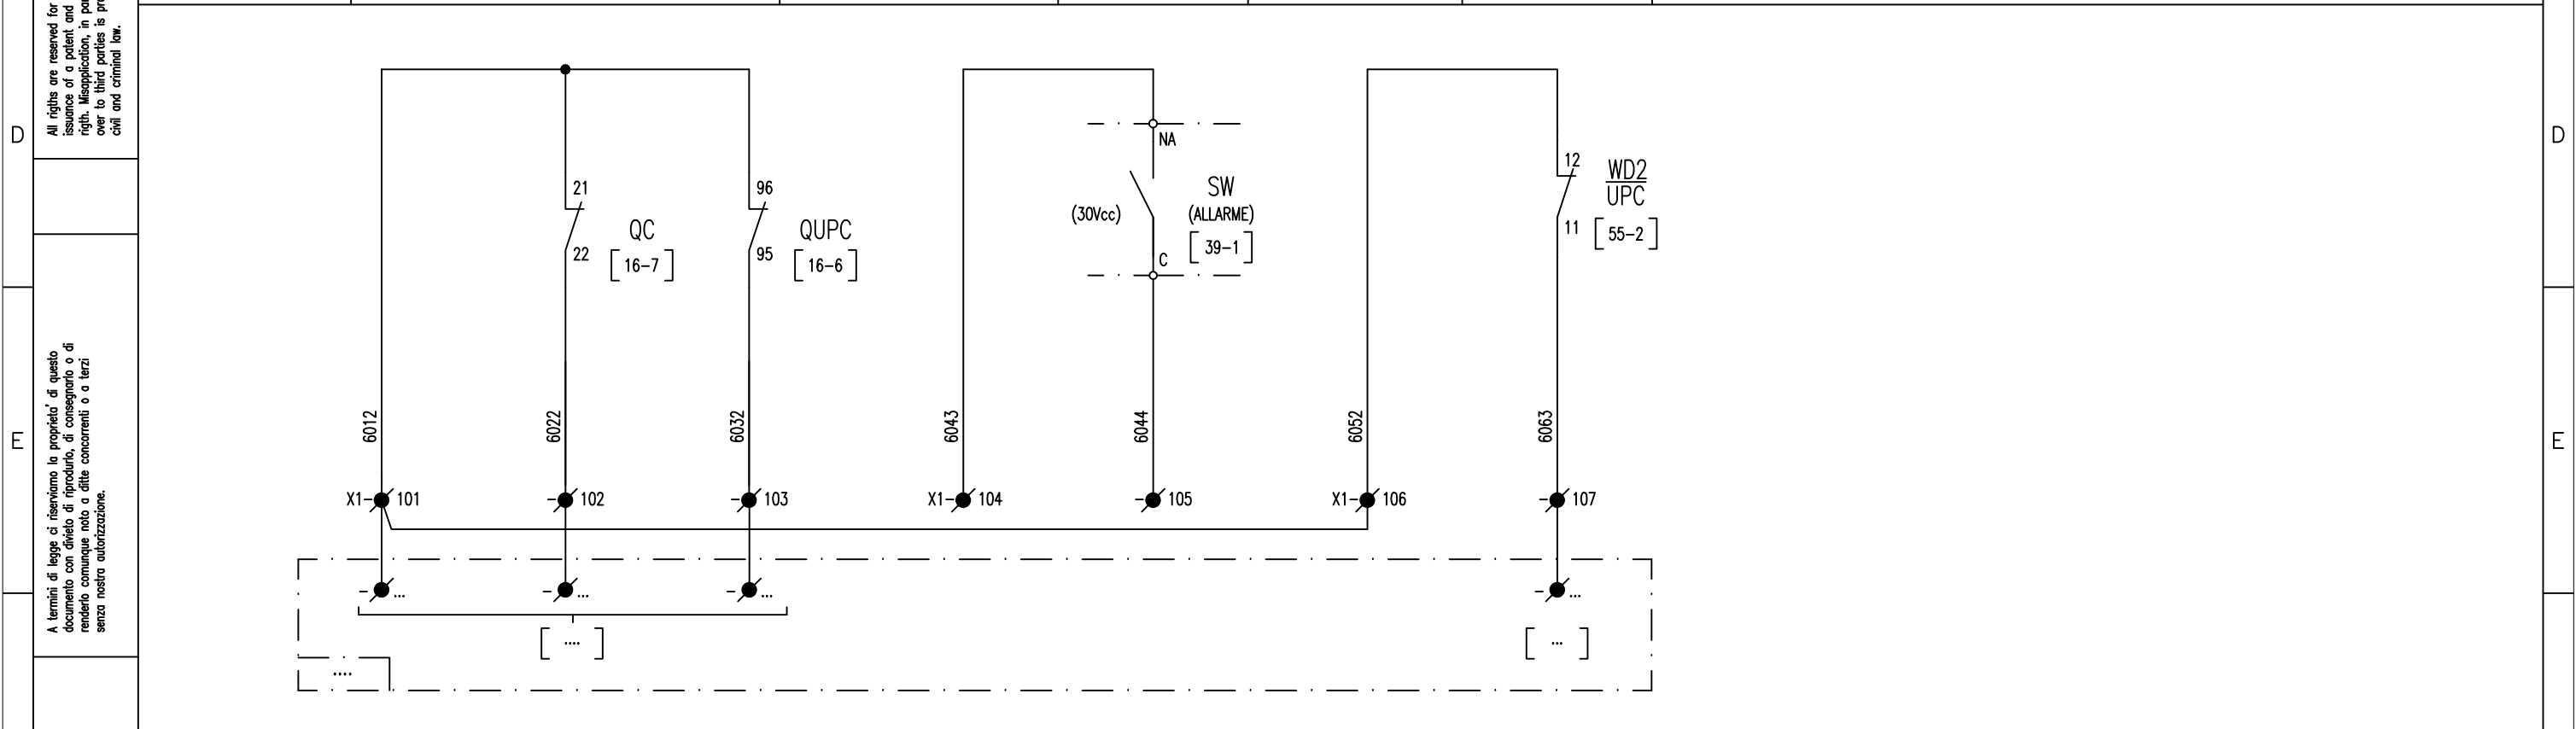 All rigths are reserved for
issuance of a patent and
rigth. Misapplication, in
over to third parties is
civil and criminal law.
A termini di legge ci riserviamo la proprieta' di questo
documento con divieto di riprodurlo, di consegnarlo o di
renderlo comunque noto a ditte concorrenti o a terzi
senza nostra autorizzazione.
D
D
E
E
21
QC
22
[16-7]
96
QUPC
95
[16-6]
NA
(30Vcc)
SW
(ALLARME)
[39-1]
C
12
WD2
UPC
11
[55-2]
6012
6022
6032
6043
6044
6052
6063
X1- 101
- 102
- 103
X1- 104
- 105
X1- 106
- 107
- ...
- ...
- ...
- ...
[....]
[...]
....